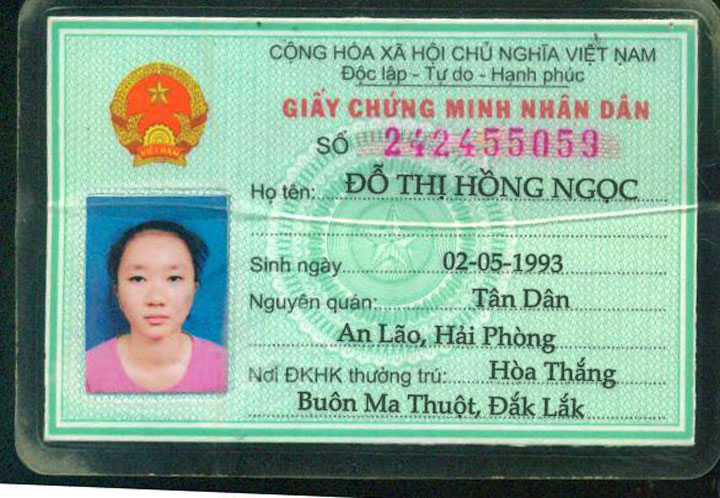 CỘNG HÒA XÃ HỘI CHỦ NGHĨA VIỆT NAM
Độc lập - Tự do - Hạnh phúc
GIẤY CHỨNG MINH NHÂN DÂN
SỐ 242455059
Họ tên: ĐỖ THỊ HỒNG NGỌC
Sinh ngày 02-05-1993
Nguyên quán: Tân Dân
An Lão, Hải Phòng
Nơi ĐKHK thường trú: Hòa Thắng
Buôn Ma Thuột, Đắk Lắk
VIỆT NAM